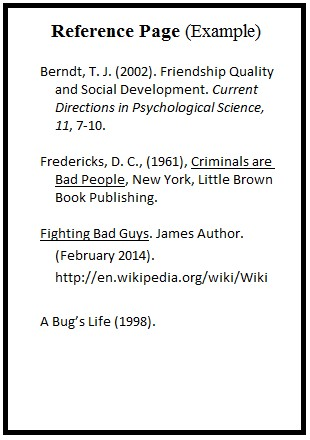 Reference Page (Example)
Berndt, T. J. (2002). Friendship Quality
and Social Development. Current
Directions in Psychological Science,
11, 7-10.
Fredericks, D. C., (1961), Criminals are
Bad People, New York, Little Brown
Book Publishing.
Fighting Bad Guys. James Author.
(February 2014).
http://en.wikipedia.org/wiki/Wiki
A Bug’s Life (1998).